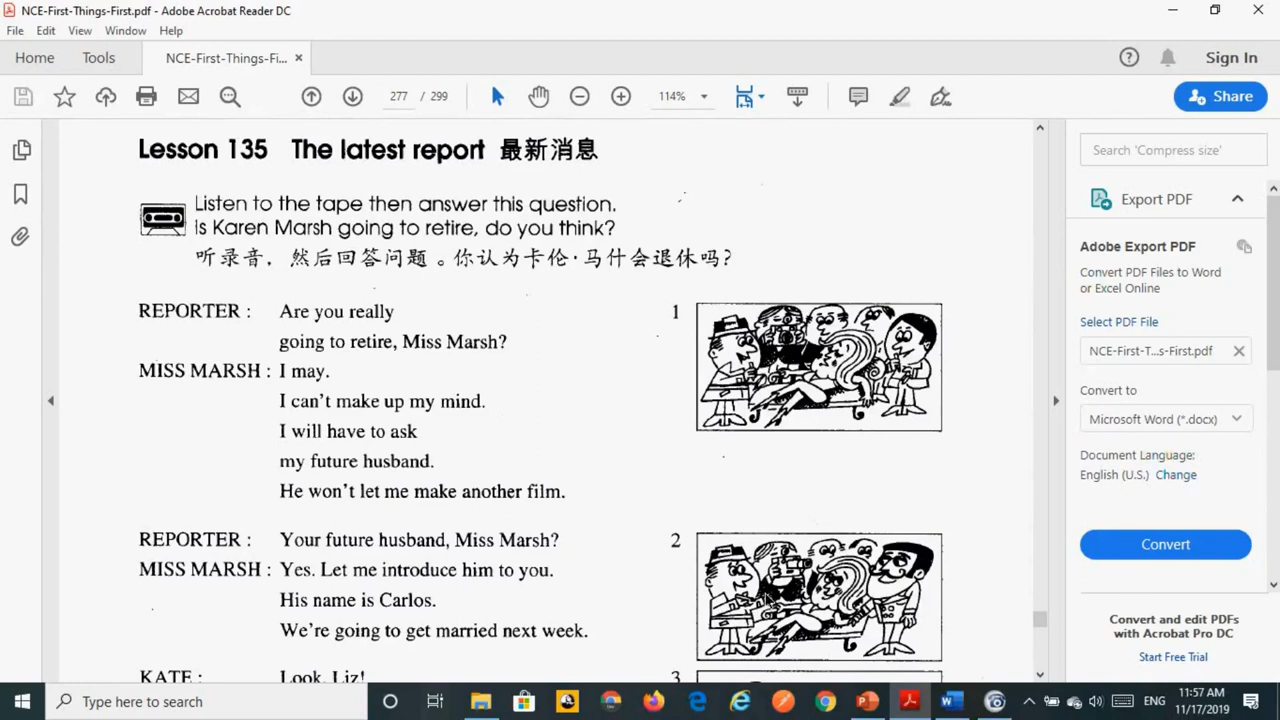 NCE-First-Things-First.pdf - Adobe Acrobat Reader DC
File Edit View Window Help
Home Tools NCE-First-Things-Fi... × Sign In
277 / 299 114% Share
Lesson 135 The latest report 最新消息
Listen to the tape then answer this question.
Is Karen Marsh going to retire, do you think?
听录音，然后回答问题。你认为卡伦·马什会退休吗?
REPORTER : Are you really 1
going to retire, Miss Marsh?
MISS MARSH : I may.
I can't make up my mind.
I will have to ask
my future husband.
He won't let me make another film.
REPORTER : Your future husband, Miss Marsh? 2
MISS MARSH : Yes. Let me introduce him to you.
His name is Carlos.
We're going to get married next week.
KATE : Look, Liz! 3
Search 'Compress size'
Export PDF
Adobe Export PDF
Convert PDF Files to Word
or Excel Online
Select PDF File
NCE-First-T...s-First.pdf
Convert to
Microsoft Word (*.docx)
Document Language:
English (U.S.) Change
Convert
Convert and edit PDFs
with Acrobat Pro DC
Start Free Trial
Type here to search
ENG
11:57 AM
11/17/2019